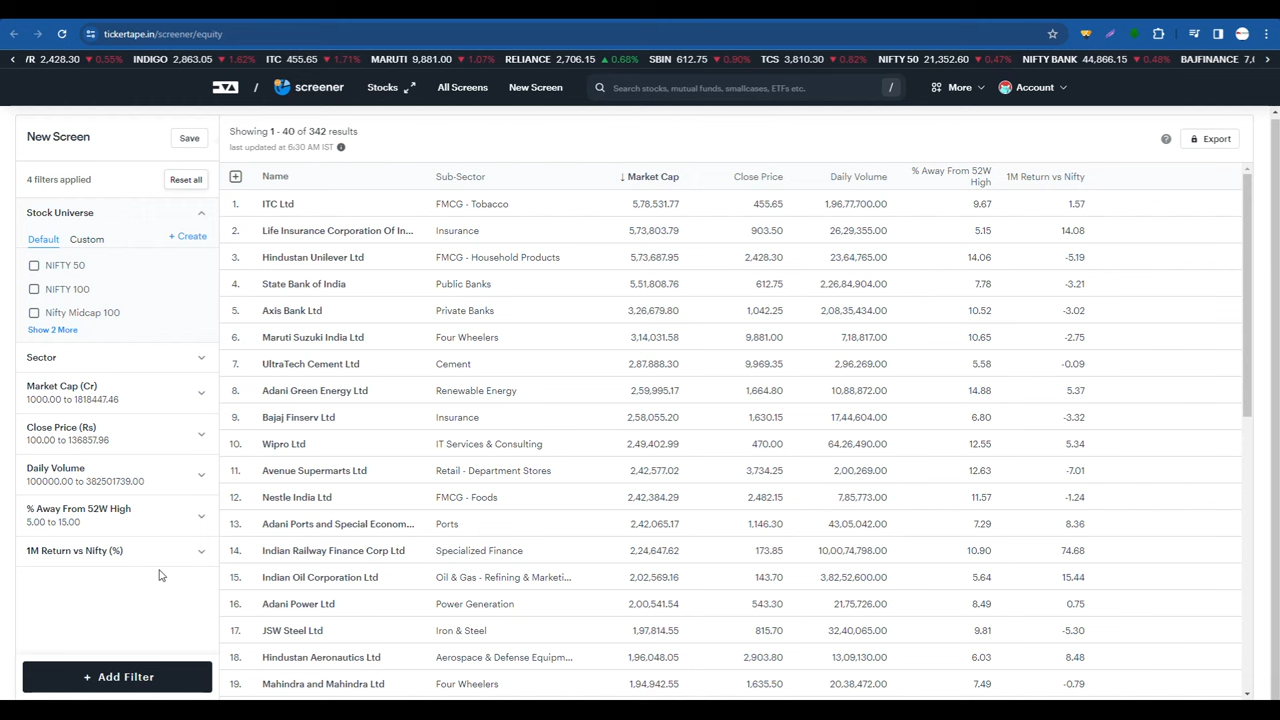 tickertape.in/screener/equity
/R 2,428.30 ▼ 0.55% INDIGO 2,863.05 ▼ 1.62% ITC 455.65 ▼ 1.71% MARUTI 9,881.00 ▼ 1.07% RELIANCE 2,706.15 ▲ 0.68% SBIN 612.75 ▼ 0.90% TCS 3,810.30 ▼ 0.82% NIFTY 50 21,352.60 ▼ 0.47% NIFTY BANK 44,866.15 ▼ 0.48% BAJFINANCE
/ screener Stocks All Screens New Screen Search stocks, mutual funds, smallcases, ETFs etc. / More Account
New Screen Save
Showing 1 - 40 of 342 results
last updated at 6:30 AM IST
Export
4 filters applied Reset all
Stock Universe
Default Custom + Create
NIFTY 50
NIFTY 100
Nifty Midcap 100
Show 2 More
Sector
Market Cap (Cr)
1000.00 to 1818447.46
Close Price (Rs)
100.00 to 136857.96
Daily Volume
100000.00 to 382501739.00
% Away From 52W High
5.00 to 15.00
1M Return vs Nifty (%)
+ Add Filter
Name Sub-Sector ↓ Market Cap Close Price Daily Volume % Away From 52W High 1M Return vs Nifty
1. ITC Ltd FMCG - Tobacco 5,78,531.77 455.65 1,96,77,700.00 9.67 1.57
2. Life Insurance Corporation Of In... Insurance 5,73,803.79 903.50 26,29,355.00 5.15 14.08
3. Hindustan Unilever Ltd FMCG - Household Products 5,73,687.95 2,428.30 23,64,765.00 14.06 -5.19
4. State Bank of India Public Banks 5,51,808.76 612.75 2,26,84,904.00 7.78 -3.21
5. Axis Bank Ltd Private Banks 3,26,679.80 1,042.25 2,08,35,434.00 10.52 -3.02
6. Maruti Suzuki India Ltd Four Wheelers 3,14,031.58 9,881.00 7,18,817.00 10.65 -2.75
7. UltraTech Cement Ltd Cement 2,87,888.30 9,969.35 2,96,269.00 5.58 -0.09
8. Adani Green Energy Ltd Renewable Energy 2,59,995.17 1,664.80 10,88,872.00 14.88 5.37
9. Bajaj Finserv Ltd Insurance 2,58,055.20 1,630.15 17,44,604.00 6.80 -3.32
10. Wipro Ltd IT Services & Consulting 2,49,402.99 470.00 64,26,490.00 12.55 5.34
11. Avenue Supermarts Ltd Retail - Department Stores 2,42,577.02 3,734.25 2,00,269.00 12.63 -7.01
12. Nestle India Ltd FMCG - Foods 2,42,384.29 2,482.15 7,85,773.00 11.57 -1.24
13. Adani Ports and Special Econom... Ports 2,42,065.17 1,146.30 43,05,042.00 7.29 8.36
14. Indian Railway Finance Corp Ltd Specialized Finance 2,24,647.62 173.85 10,00,74,798.00 10.90 74.68
15. Indian Oil Corporation Ltd Oil & Gas - Refining & Marketi... 2,02,569.16 143.70 3,82,52,600.00 5.64 15.44
16. Adani Power Ltd Power Generation 2,00,541.54 543.30 21,75,726.00 8.49 0.75
17. JSW Steel Ltd Iron & Steel 1,97,814.55 815.70 32,40,065.00 9.81 -5.30
18. Hindustan Aeronautics Ltd Aerospace & Defense Equipm... 1,96,048.05 2,903.80 13,09,130.00 6.03 8.48
19. Mahindra and Mahindra Ltd Four Wheelers 1,94,942.55 1,635.50 20,38,472.00 7.49 -0.79